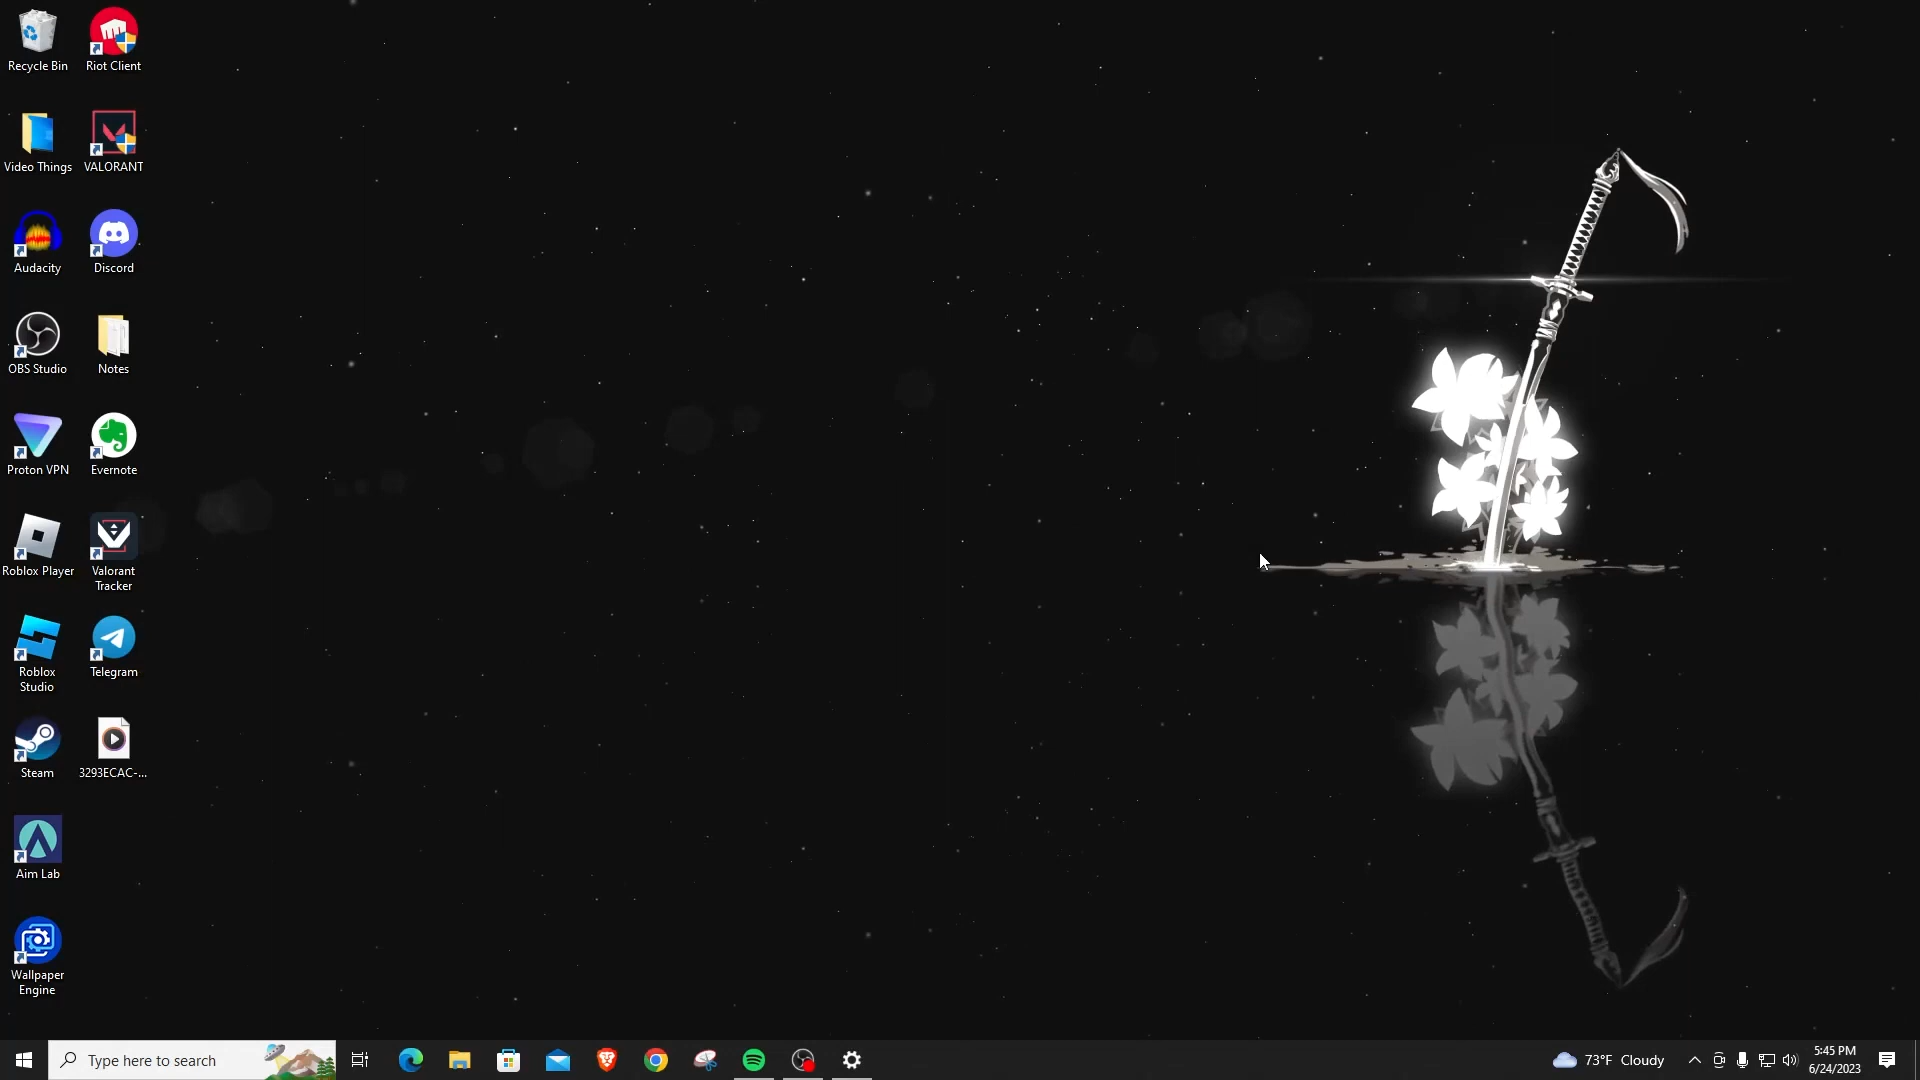 Recycle Bin
Riot Client
Video Things
VALORANT
Audacity
Discord
OBS Studio
Notes
Proton VPN
Evernote
Roblox Player
Valorant
Tracker
Roblox
Studio
Telegram
Steam
3293ECAC-...
Aim Lab
Wallpaper
Engine
Type here to search
73°F Cloudy
5:45 PM
6/24/2023